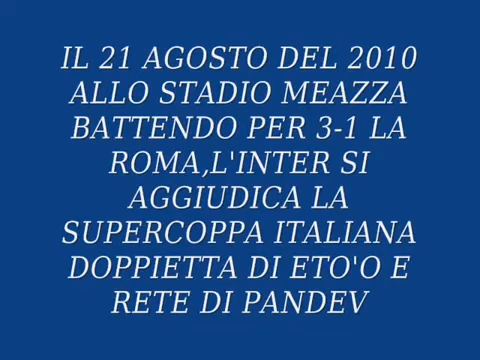 IL 21 AGOSTO DEL 2010
ALLO STADIO MEAZZA
BATTENDO PER 3-1 LA
ROMA,L'INTER SI
AGGIUDICA LA
SUPERCOPPA ITALIANA
DOPPIETTA DI ETO'O E
RETE DI PANDEV